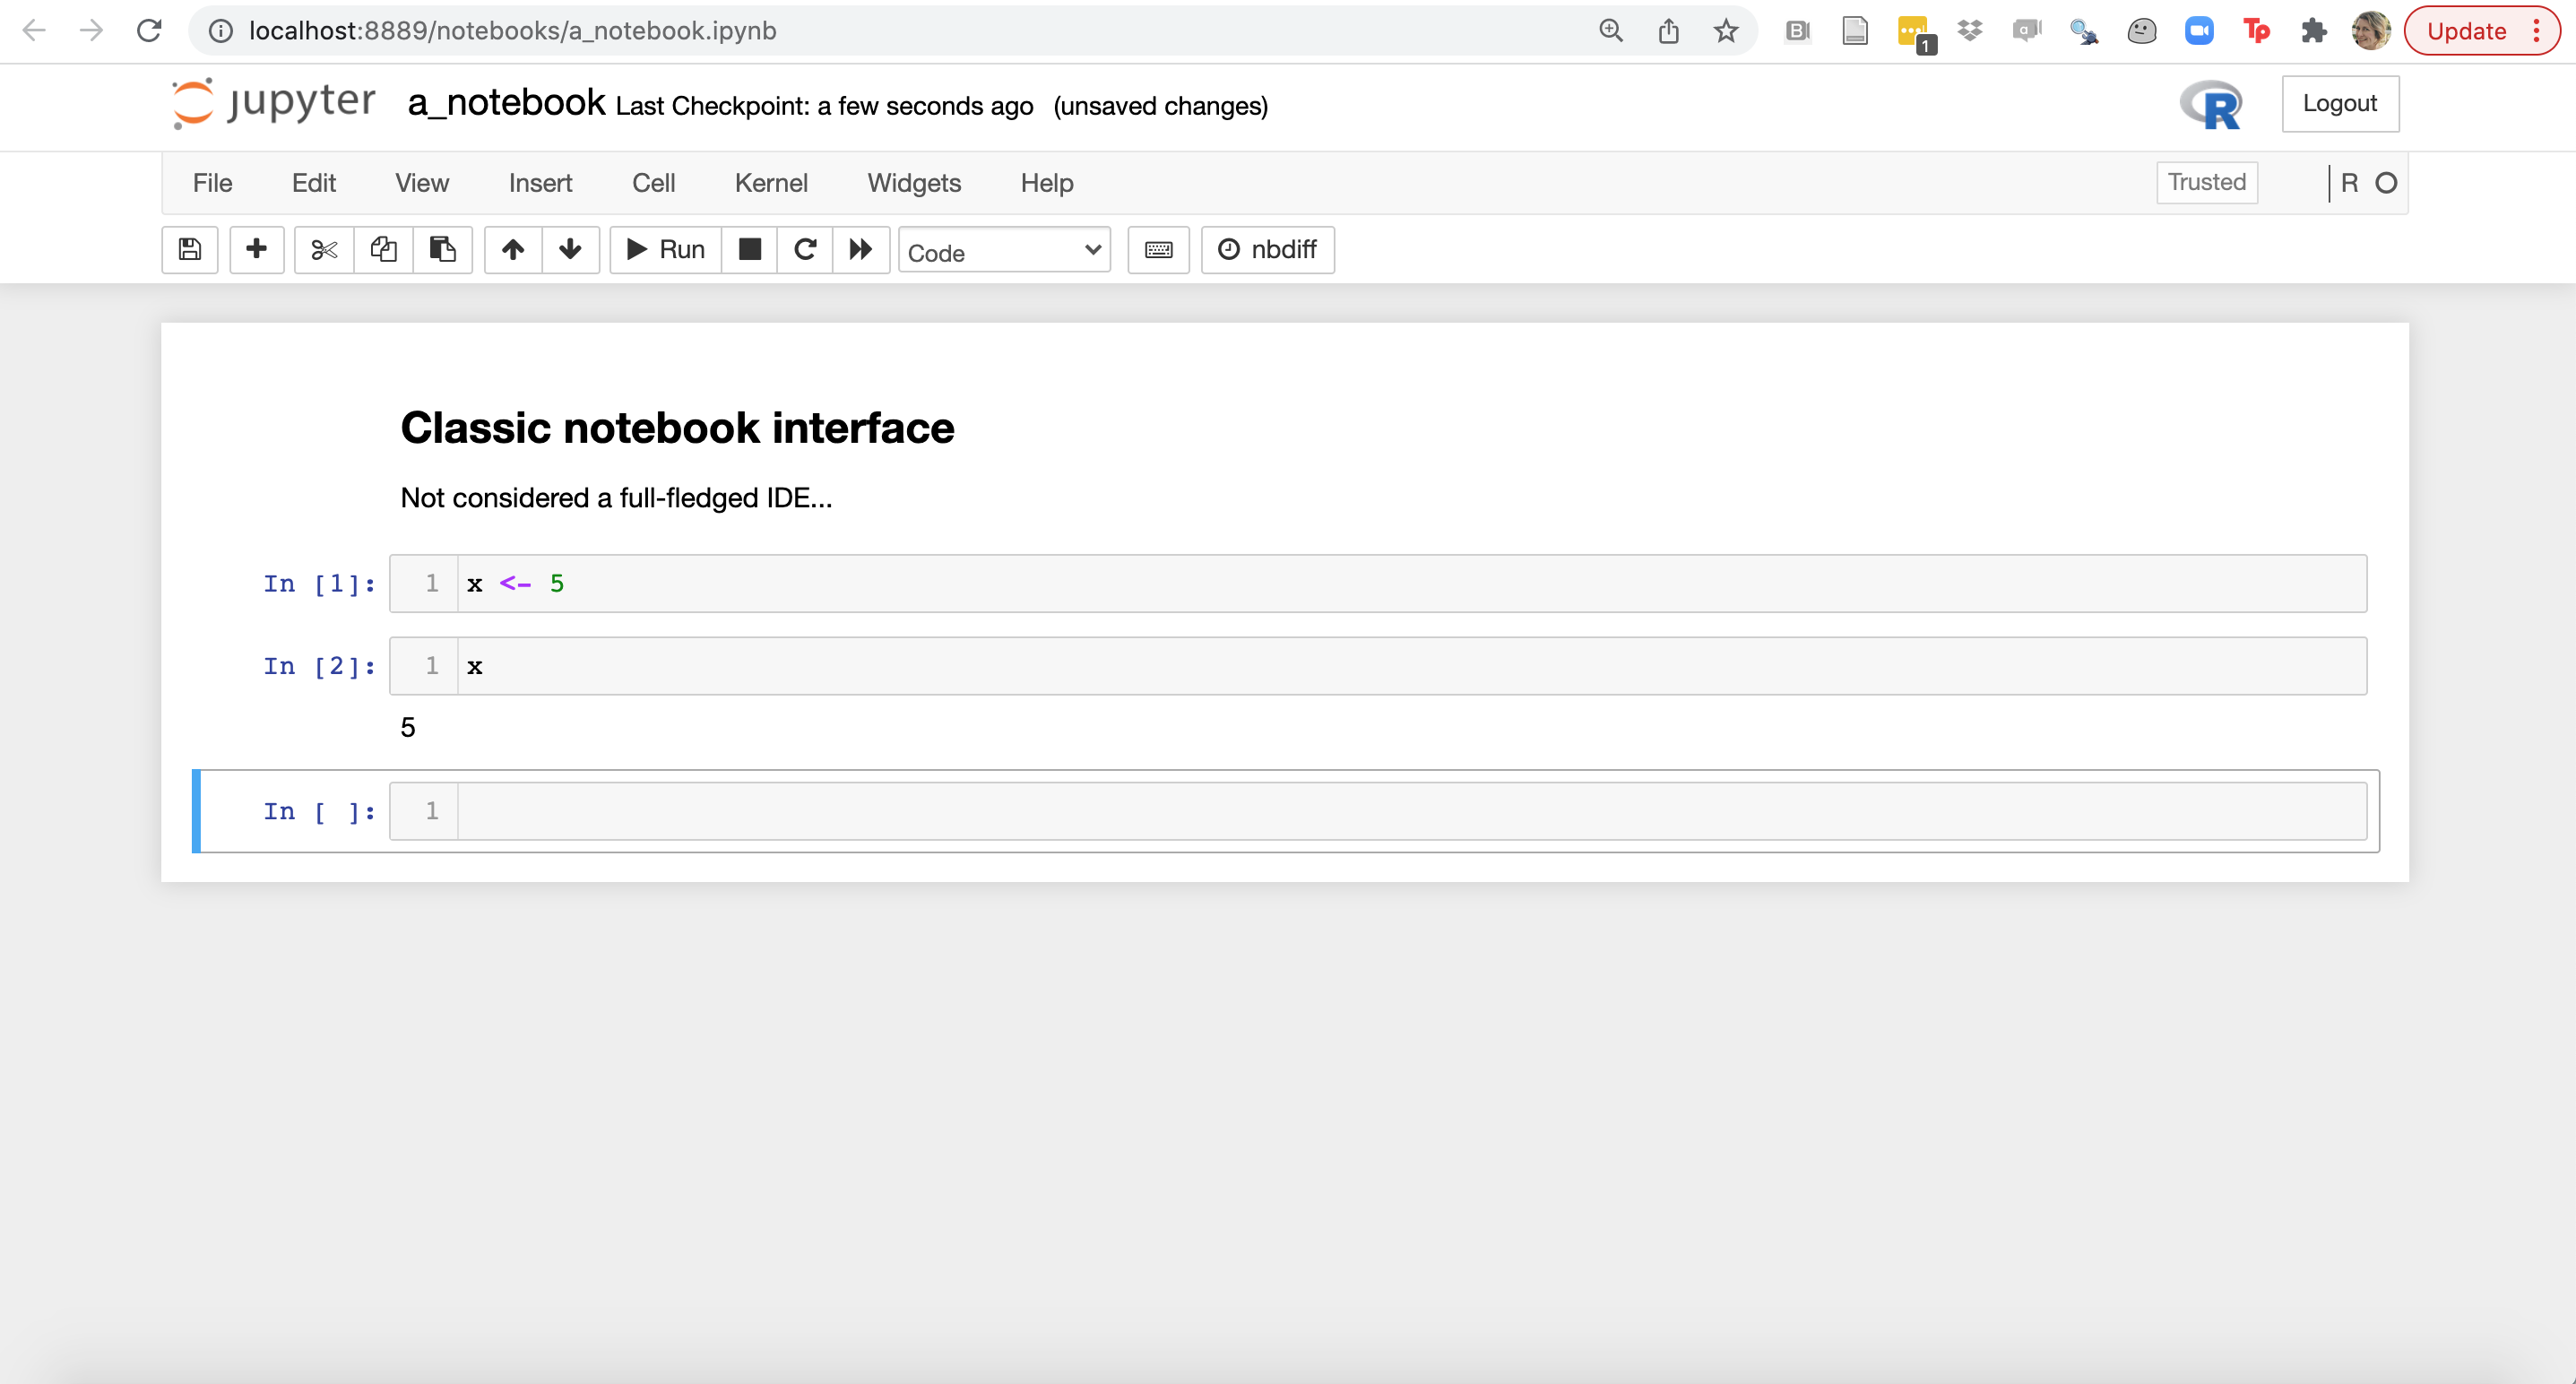 localhost:8889/notebooks/a_notebook.ipynb
1
Tp
Update
jupyter a_notebook Last Checkpoint: a few seconds ago (unsaved changes)
R
Logout
File Edit View Insert Cell Kernel Widgets Help
Trusted
R
Run
Code
nbdiff
Classic notebook interface
Not considered a full-fledged IDE...
In [1]: 1 x <- 5
In [2]: 1 x
5
In [ ]: 1